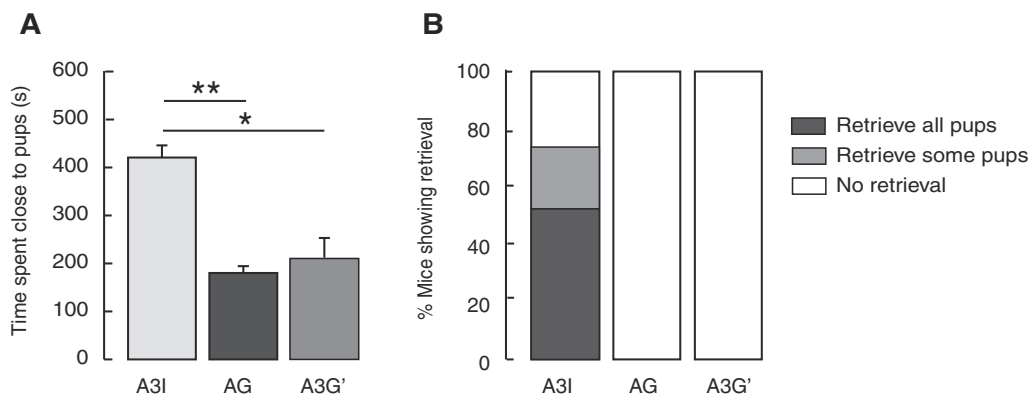 A
Time spent close to pups (s)
600
500
400
300
200
100
0
**
*
A3I
AG
A3G’
B
% Mice showing retrieval
100
80
60
40
20
0
A3I
AG
A3G’
Retrieve all pups
Retrieve some pups
No retrieval